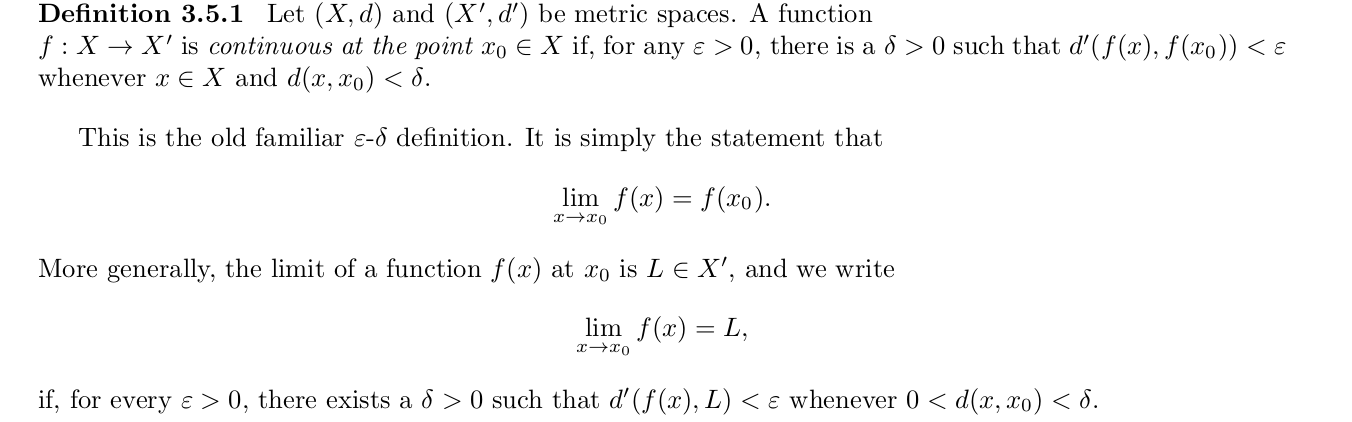 Definition 3.5.1 Let (X, d) and (X′, d′) be metric spaces. A function
f : X → X′ is continuous at the point x₀ ∈ X if, for any ε > 0, there is a δ > 0 such that d′(f(x), f(x₀)) < ε
whenever x ∈ X and d(x, x₀) < δ.
This is the old familiar ε-δ definition. It is simply the statement that
lim f(x) = f(x₀).
x→x₀
More generally, the limit of a function f(x) at x₀ is L ∈ X′, and we write
lim f(x) = L,
x→x₀
if, for every ε > 0, there exists a δ > 0 such that d′(f(x), L) < ε whenever 0 < d(x, x₀) < δ.